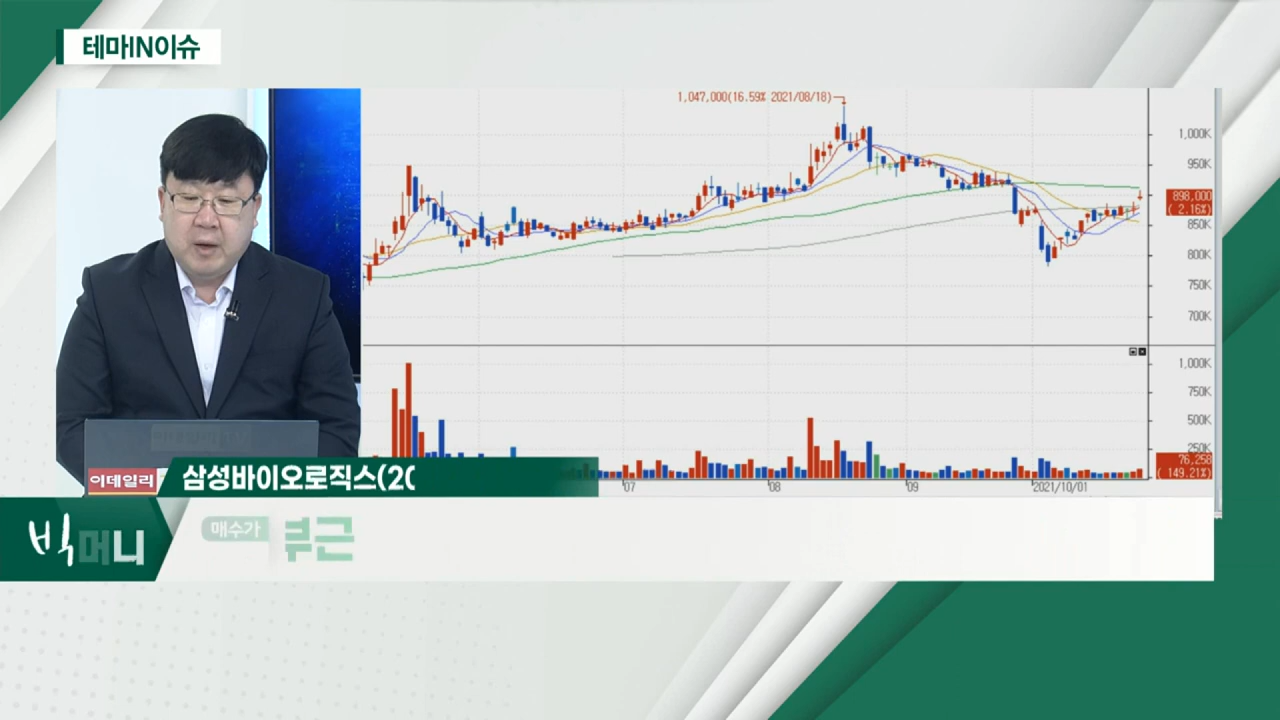 테마IN이슈
1,047,000(16.59% 2021/08/18)
1,000K
950K
898,000
( 2.16%)
850K
800K
750K
700K
1,000K
750K
500K
250K
76,258
( 149.21%)
07
08
09
2021/10/01
이데일리
삼성바이오로직스(20
빅머니
매수가
부근